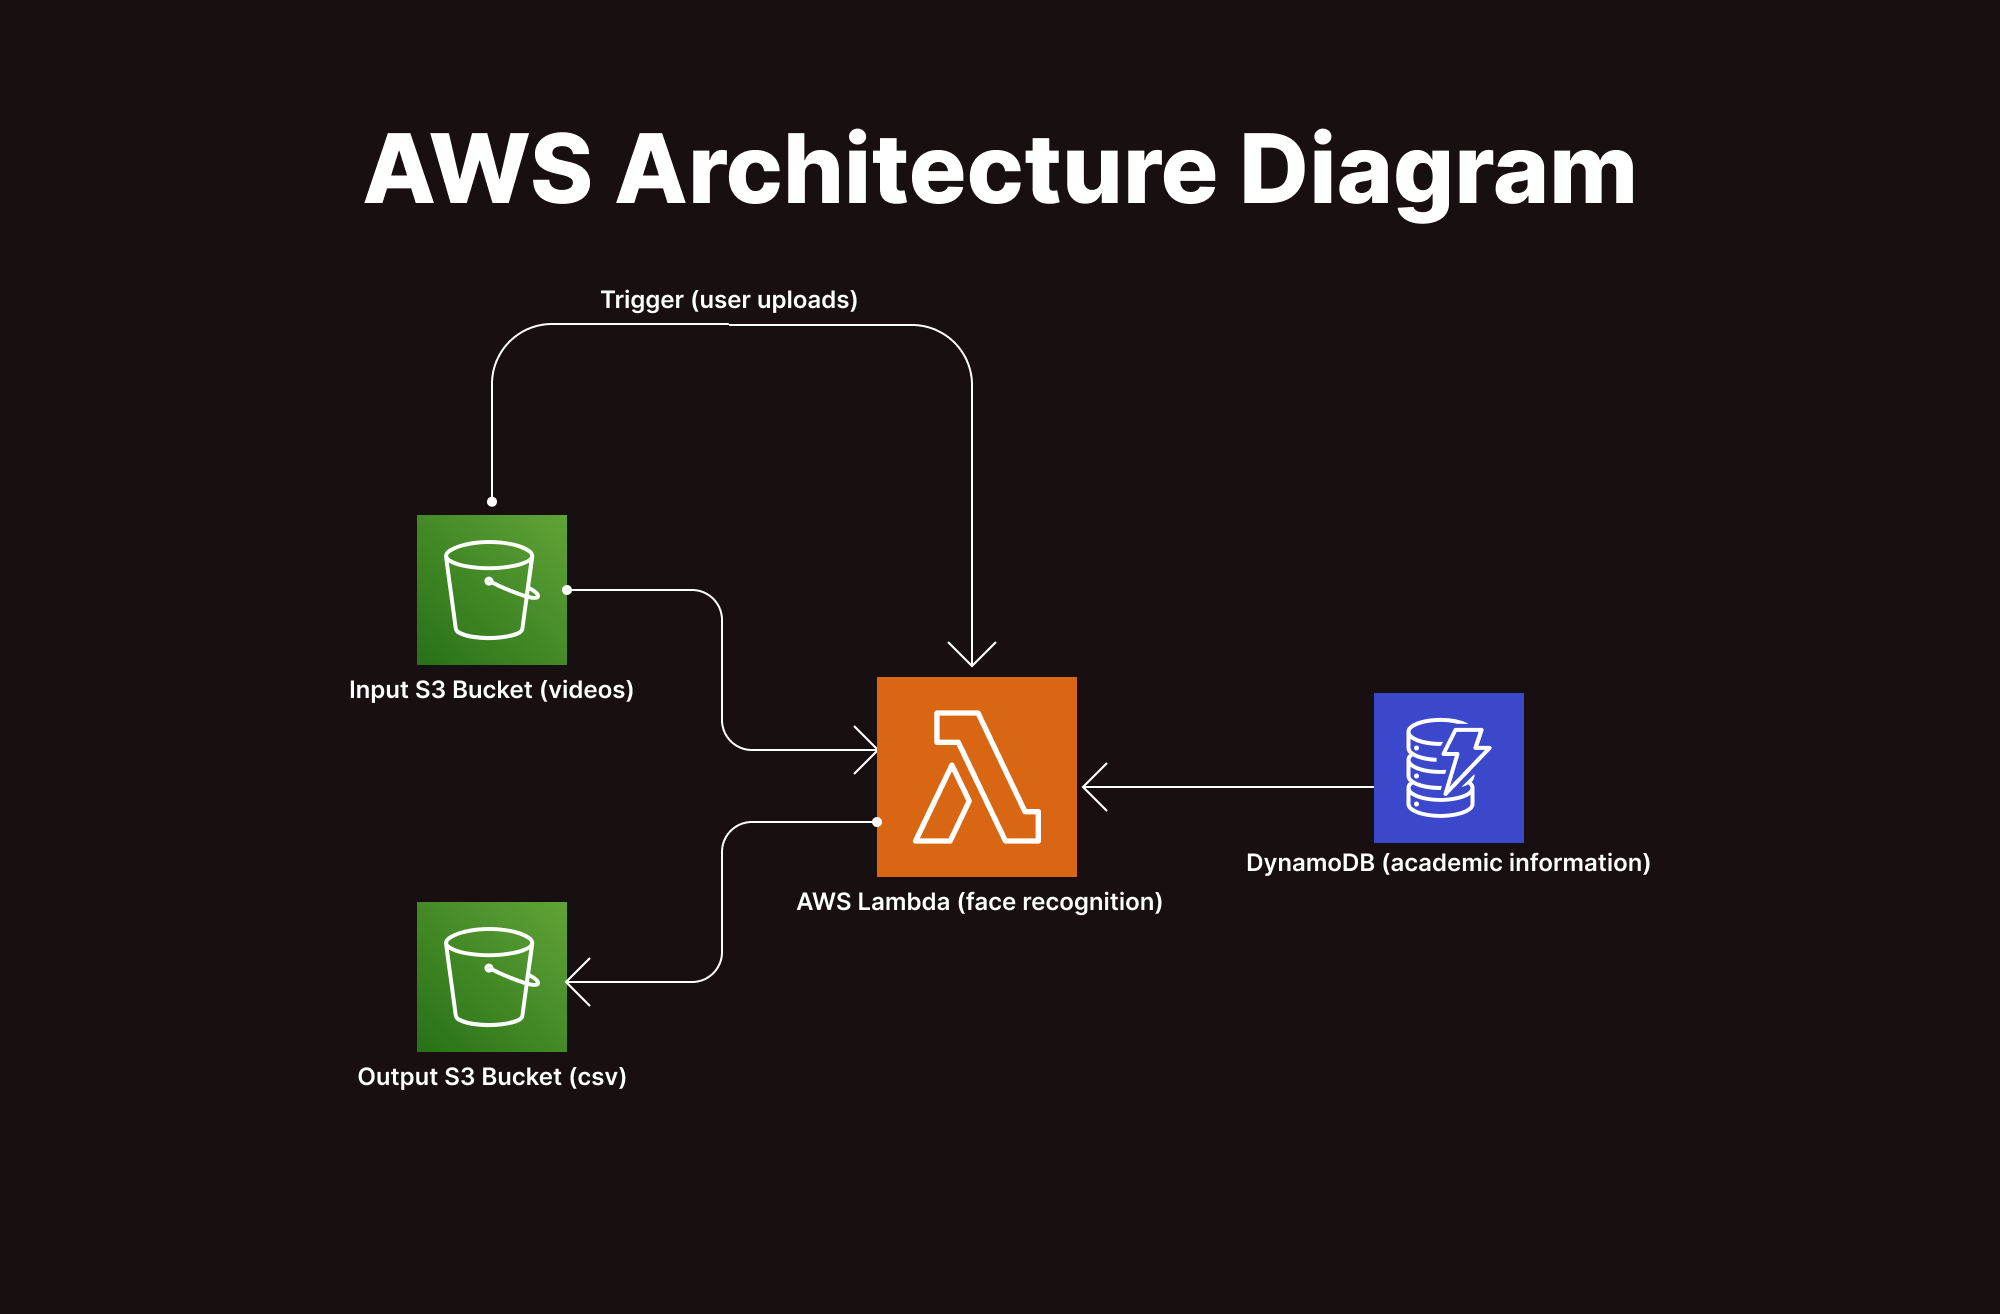 AWS Architecture Diagram
Trigger (user uploads)
Input S3 Bucket (videos)
DynamoDB (academic information)
AWS Lambda (face recognition)
Output S3 Bucket (csv)